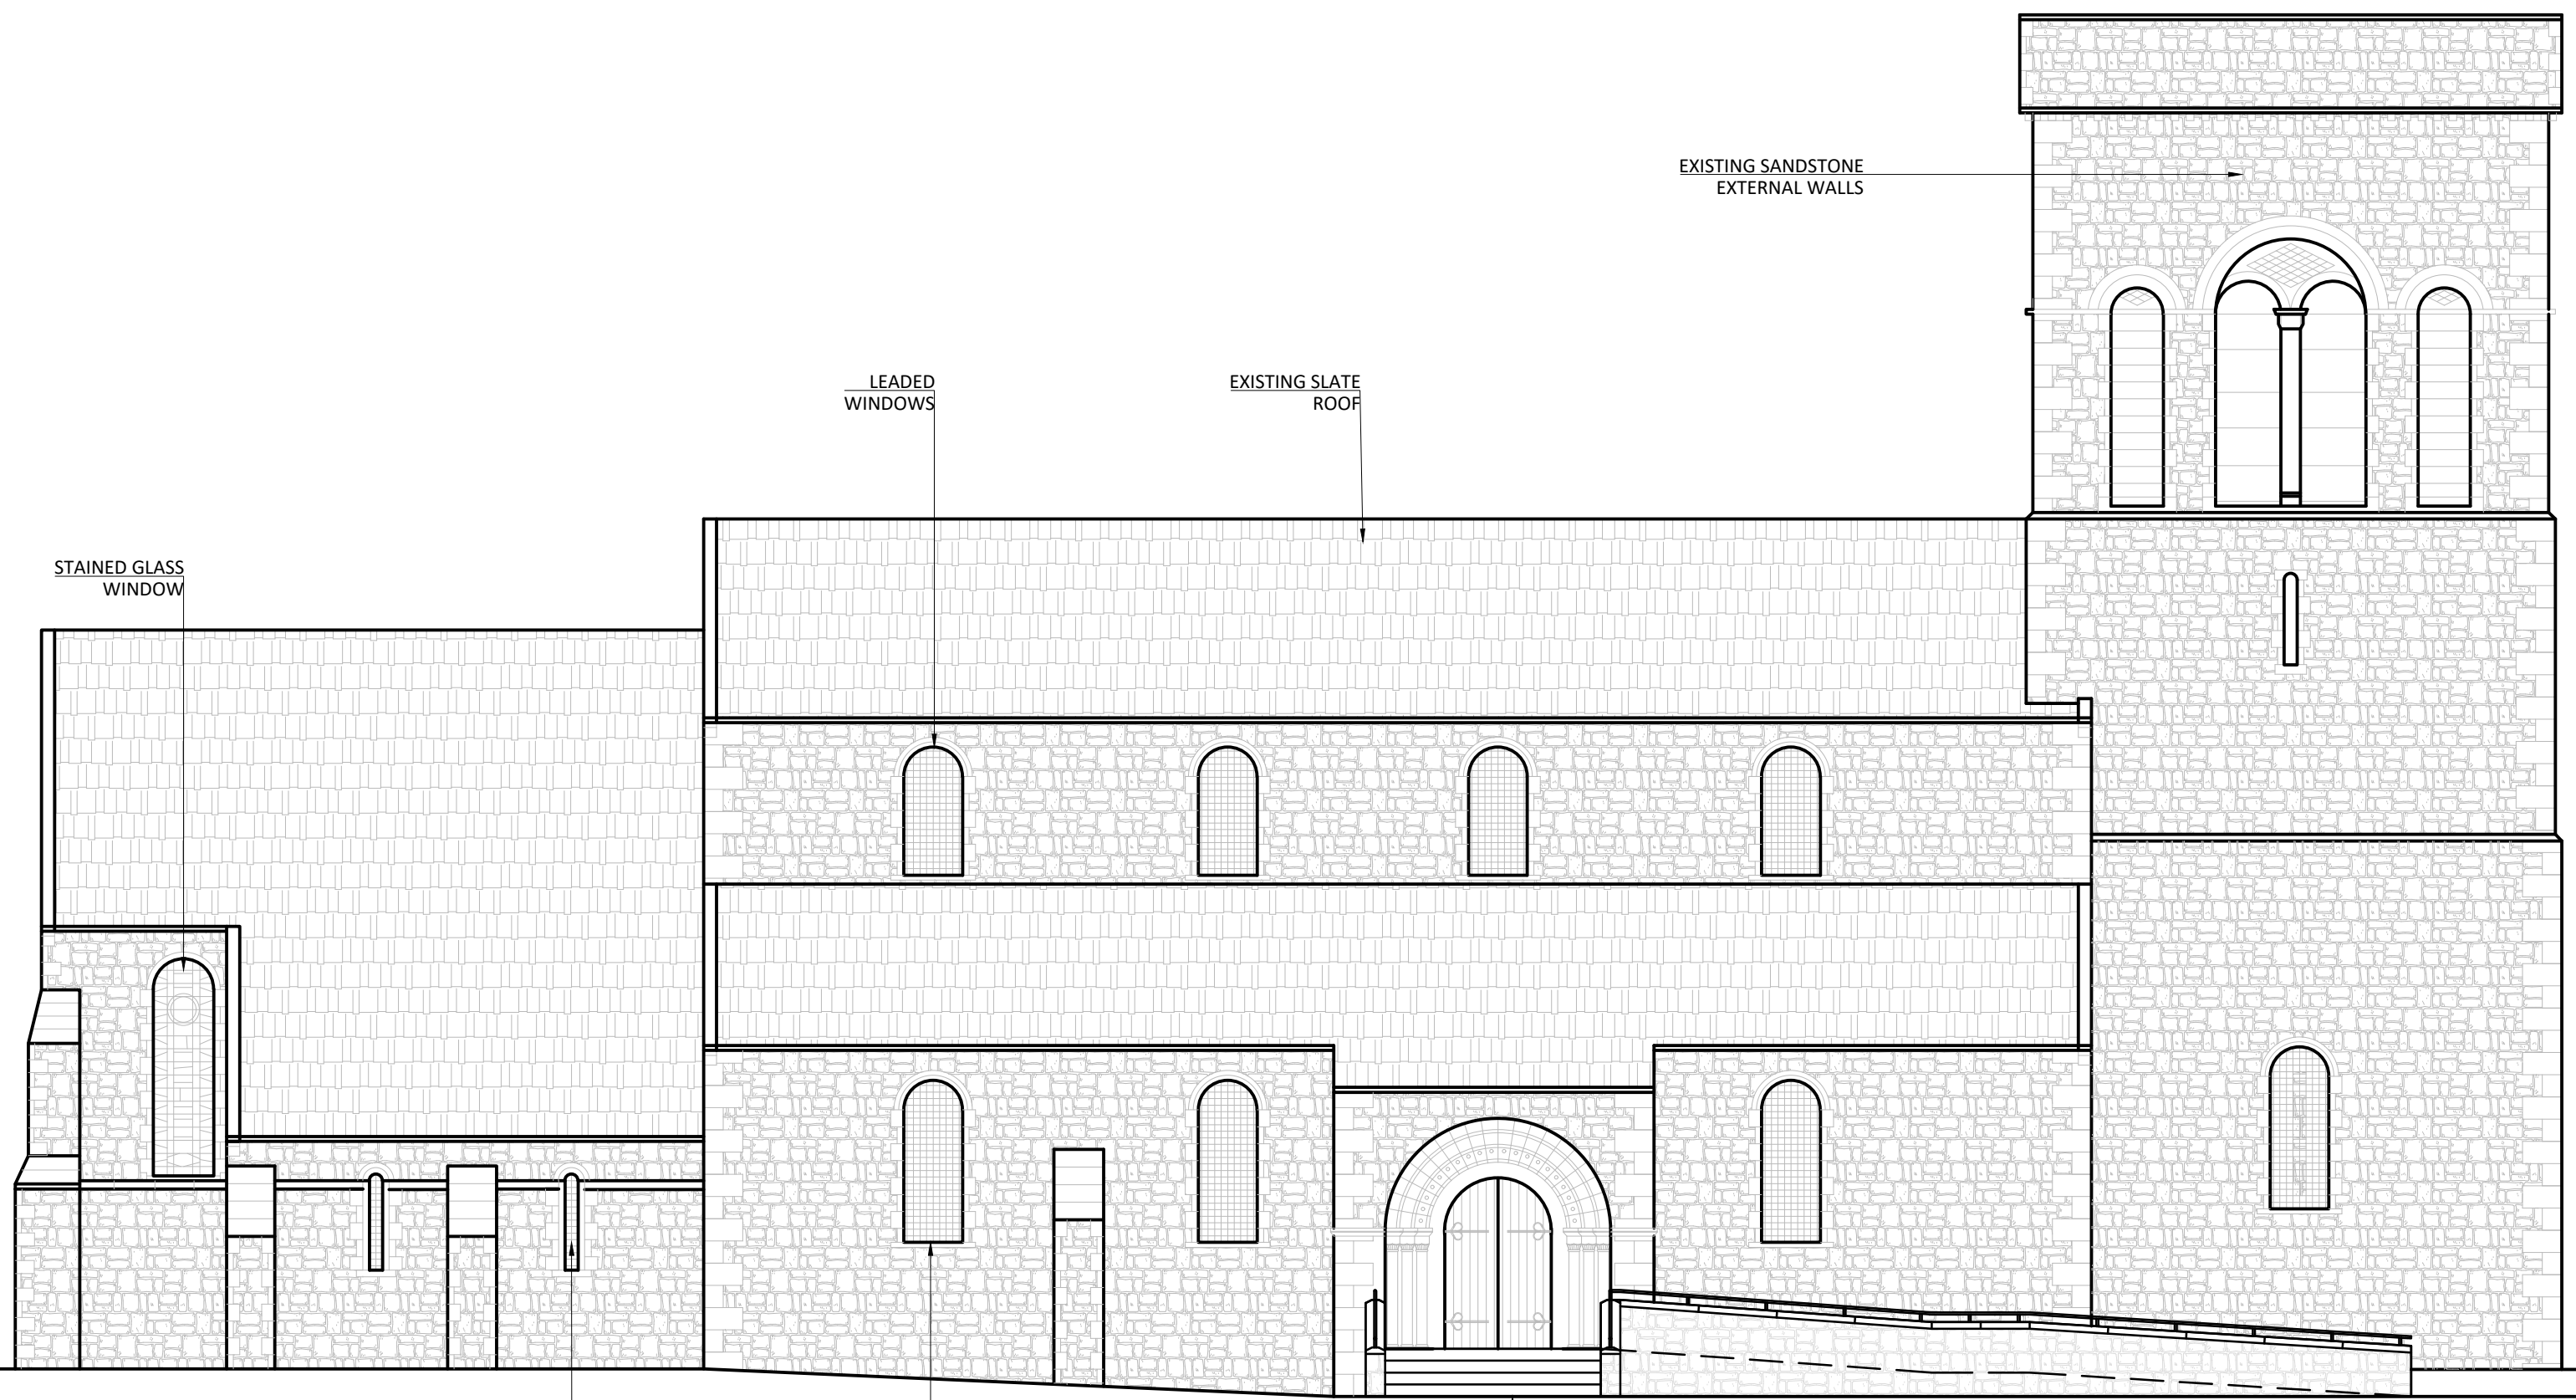 EXISTING SANDSTONE
EXTERNAL WALLS
LEADED
WINDOWS
EXISTING SLATE
ROOF
STAINED GLASS
WINDOW